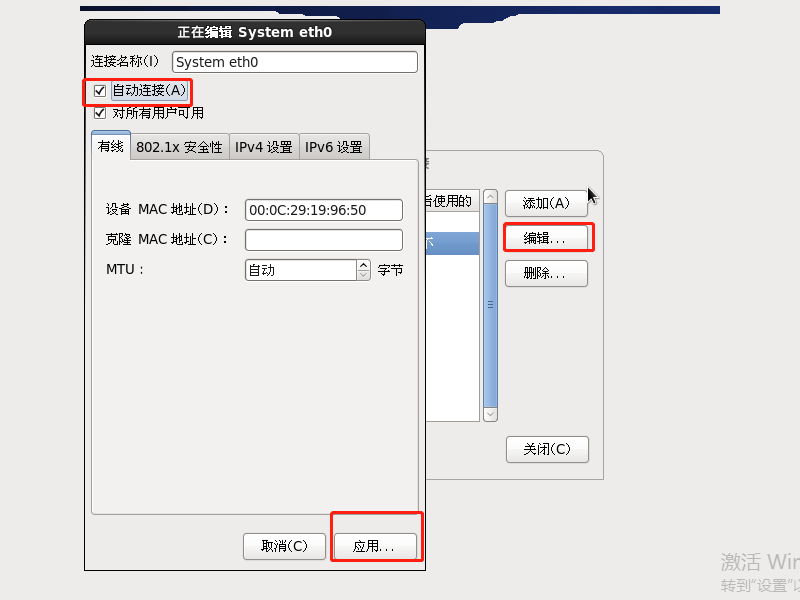 正在编辑 System eth0
连接名称(I) System eth0
自动连接(A)
对所有用户可用
有线 802.1x 安全性 IPv4 设置 IPv6 设置
设备 MAC 地址(D)： 00:0C:29:19:96:50
克隆 MAC 地址(C)：
MTU： 自动 字节
取消(C) 应用...
使用的
添加(A)
编辑...
删除...
关闭(C)
激活 Win
转到"设置"以